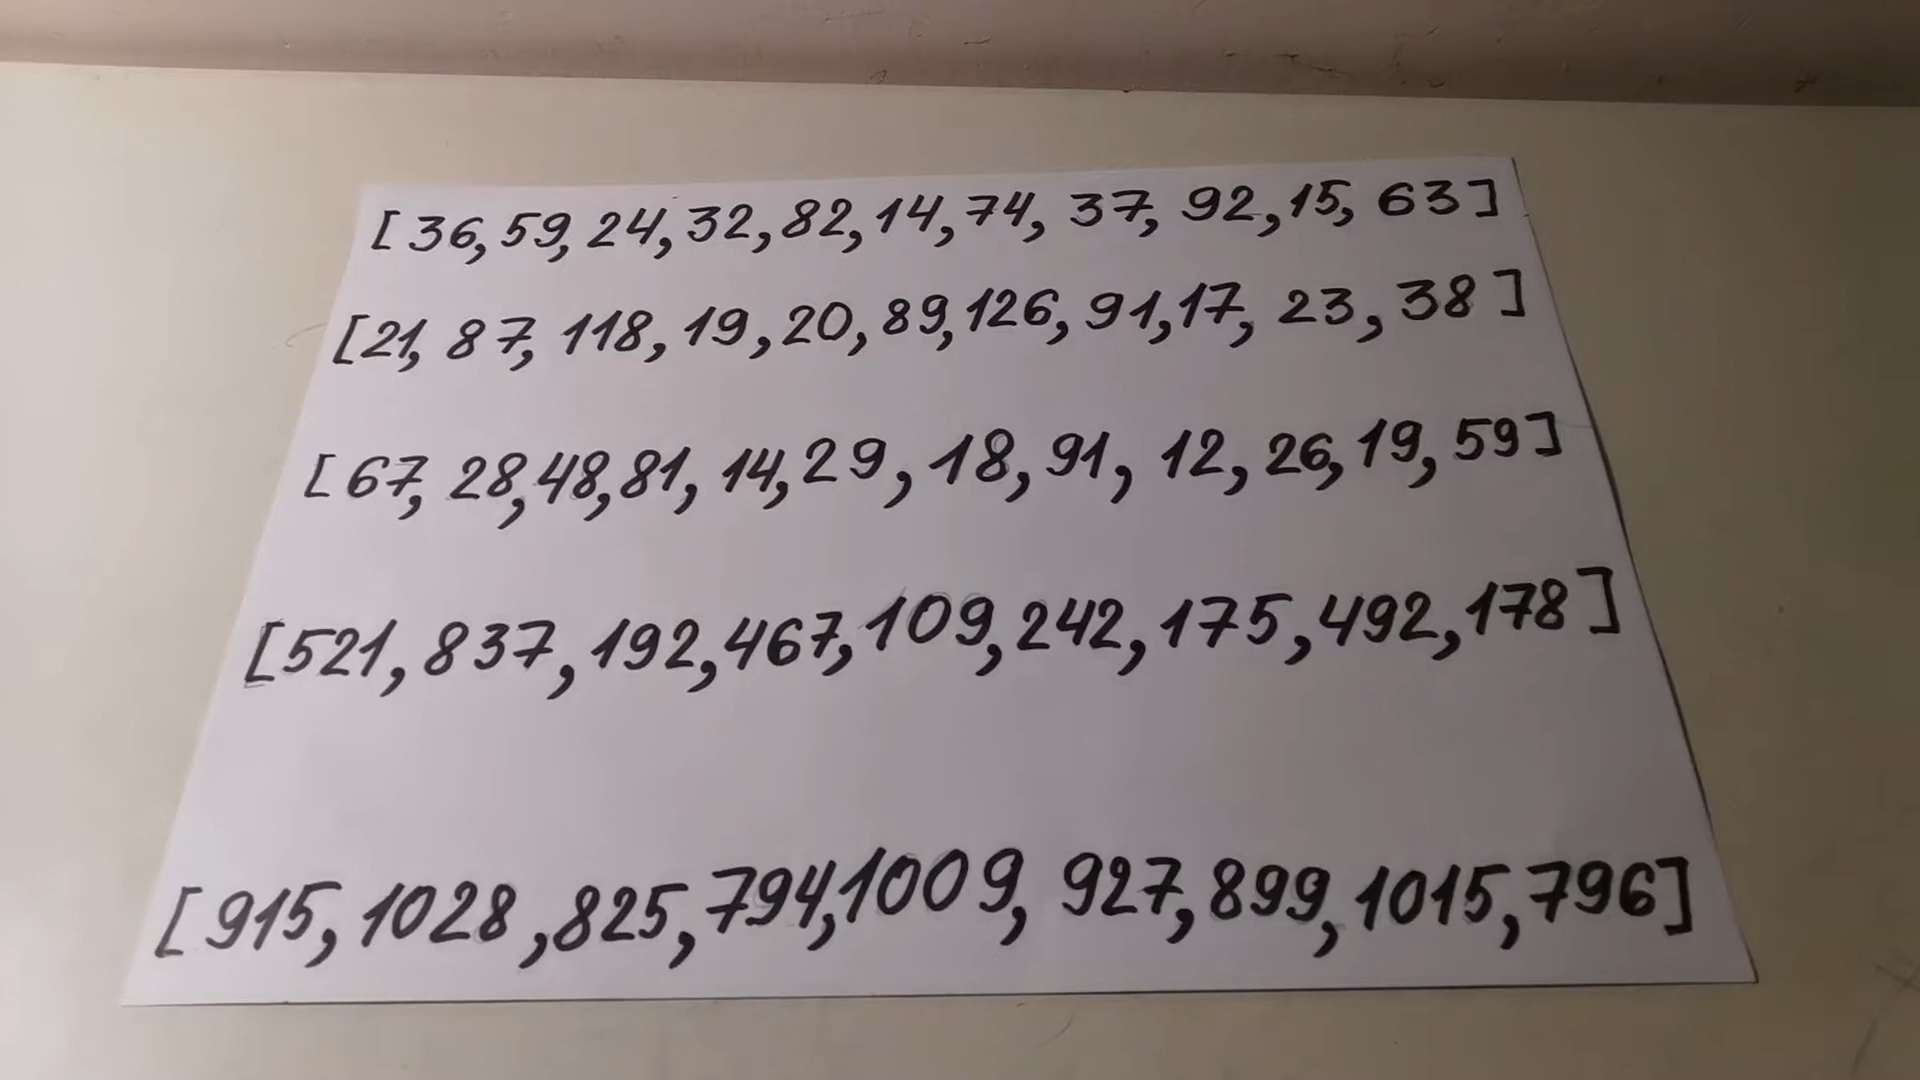 [36, 59, 24, 32, 82, 14, 74, 37, 92, 15, 63]
[21, 87, 118, 19, 20, 89, 126, 91, 17, 23, 38]
[67, 28, 48, 81, 14, 29, 18, 91, 12, 26, 19, 59]
[521, 837, 192, 467, 109, 242, 175, 492, 178]
[915, 1028, 825, 794, 1009, 927, 899, 1015, 796]